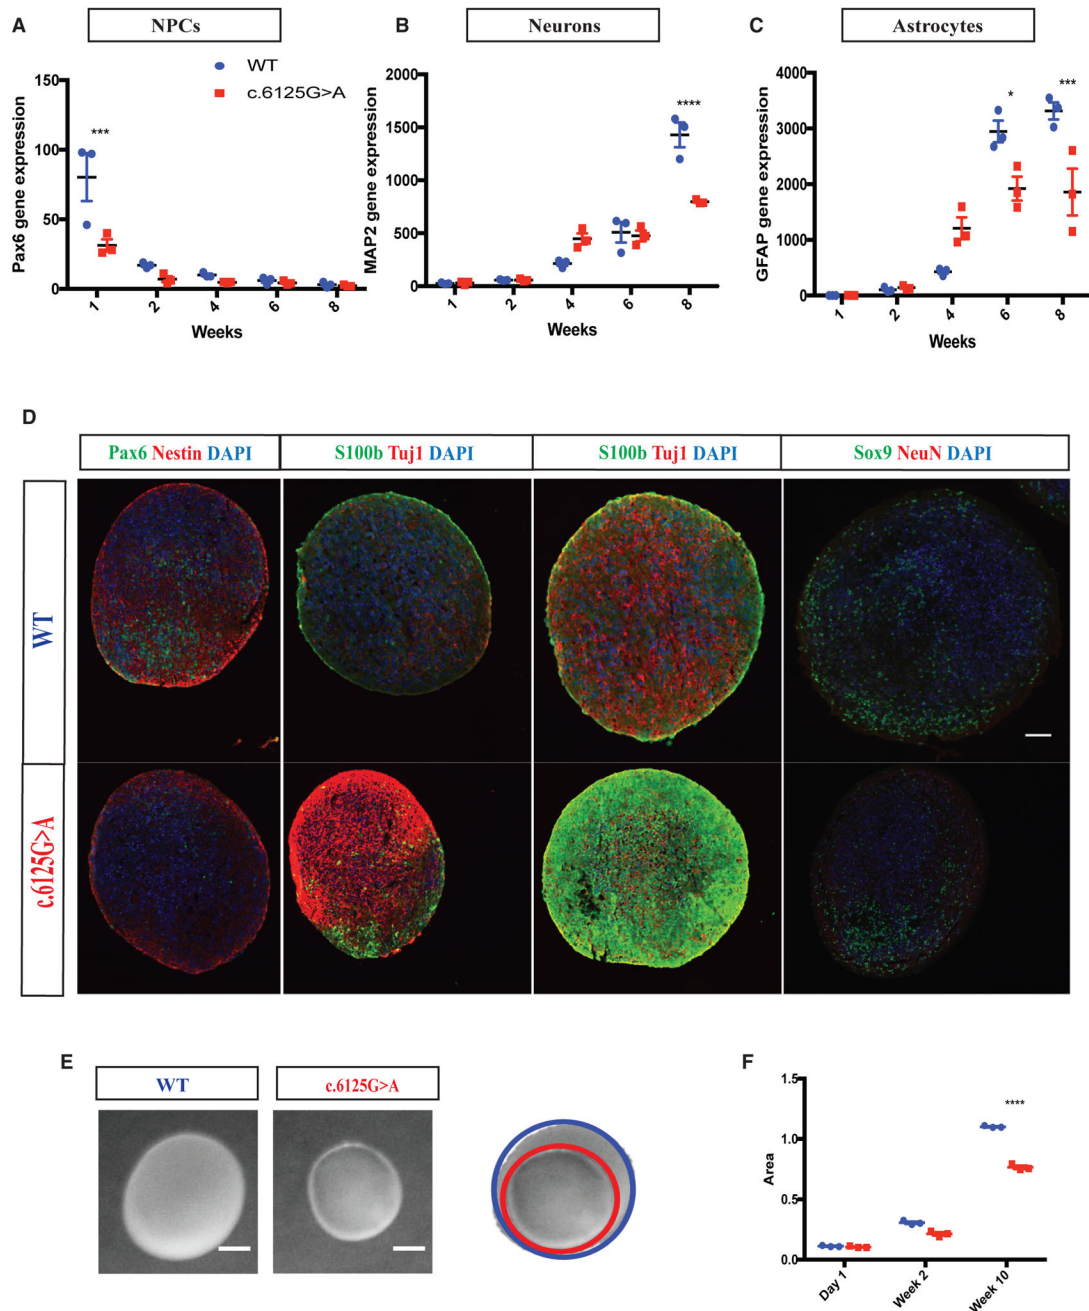 A
NPCs
WT
c.6125G>A
150
100
50
0
***
Pax6 gene expression
1 2 4 6 8
Weeks
B
Neurons
2000
1500
1000
500
0
****
MAP2 gene expression
1 2 4 6 8
Weeks
C
Astrocytes
4000
3000
2000
1000
0
*
***
GFAP gene expression
1 2 4 6 8
Weeks
D
Pax6 Nestin DAPI
S100b Tuj1 DAPI
S100b Tuj1 DAPI
Sox9 NeuN DAPI
WT
c.6125G>A
E
WT
c.6125G>A
F
1.5
1.0
0.5
0.0
****
Area
Day 1
Week 2
Week 10